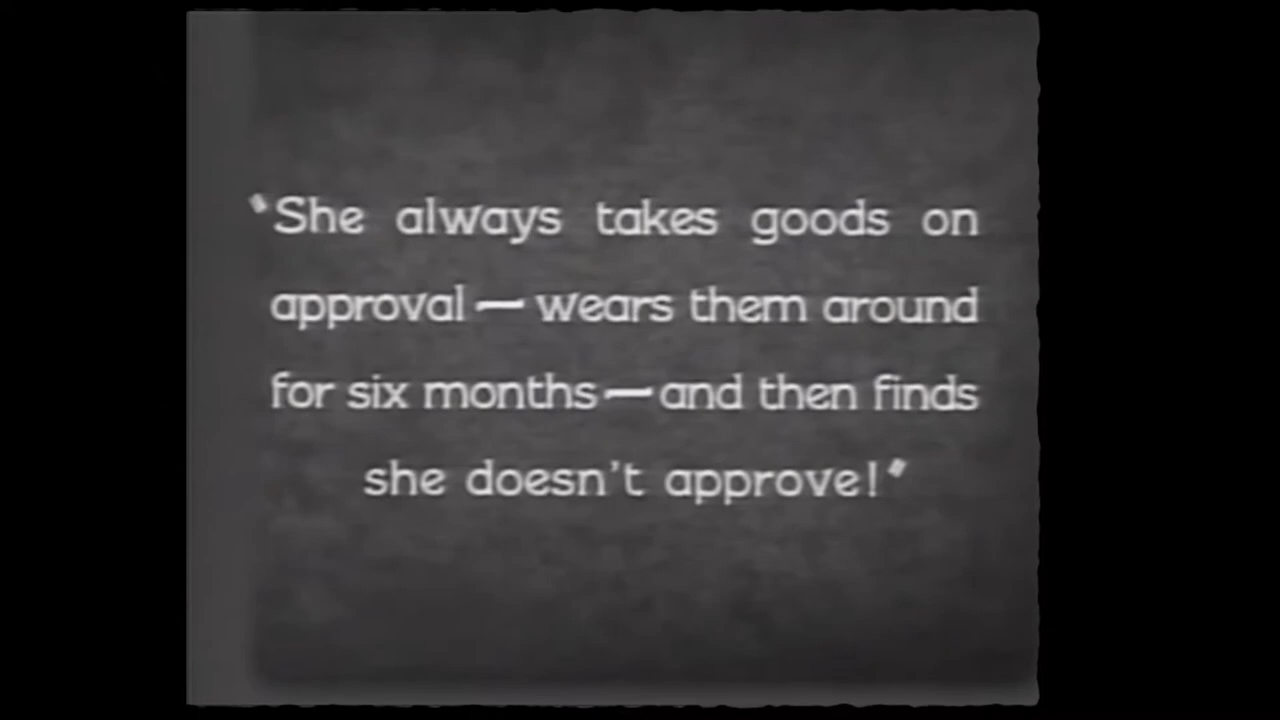 "She always takes goods on
approval — wears them around
for six months — and then finds
she doesn't approve!"